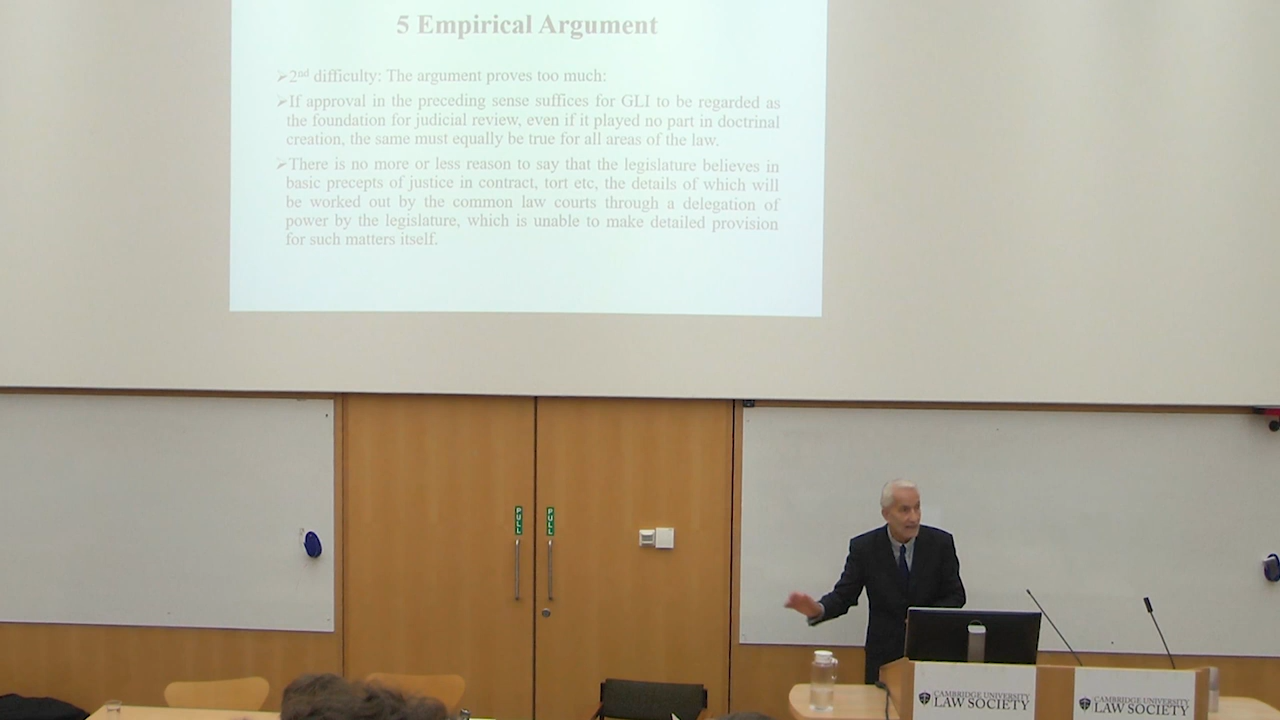 5 Empirical Argument
➢2nd difficulty: The argument proves too much:
➢If approval in the preceding sense suffices for GLI to be regarded as
the foundation for judicial review, even if it played no part in doctrinal
creation, the same must equally be true for all areas of the law.
➢There is no more or less reason to say that the legislature believes in
basic precepts of justice in contract, tort etc, the details of which will
be worked out by the common law courts through a delegation of
power by the legislature, which is unable to make detailed provision
for such matters itself.
PULL
PULL
CAMBRIDGE UNIVERSITY
LAW SOCIETY
CAMBRIDGE UNIVERSITY
LAW SOCIETY